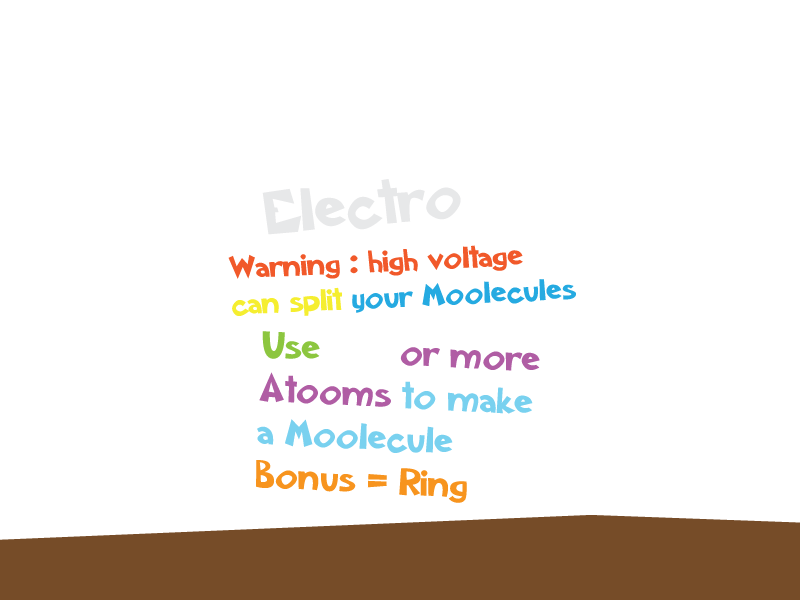 Electro
Warning : high voltage
can split your Moolecules
Use or more
Atooms to make
a Moolecule
Bonus = Ring